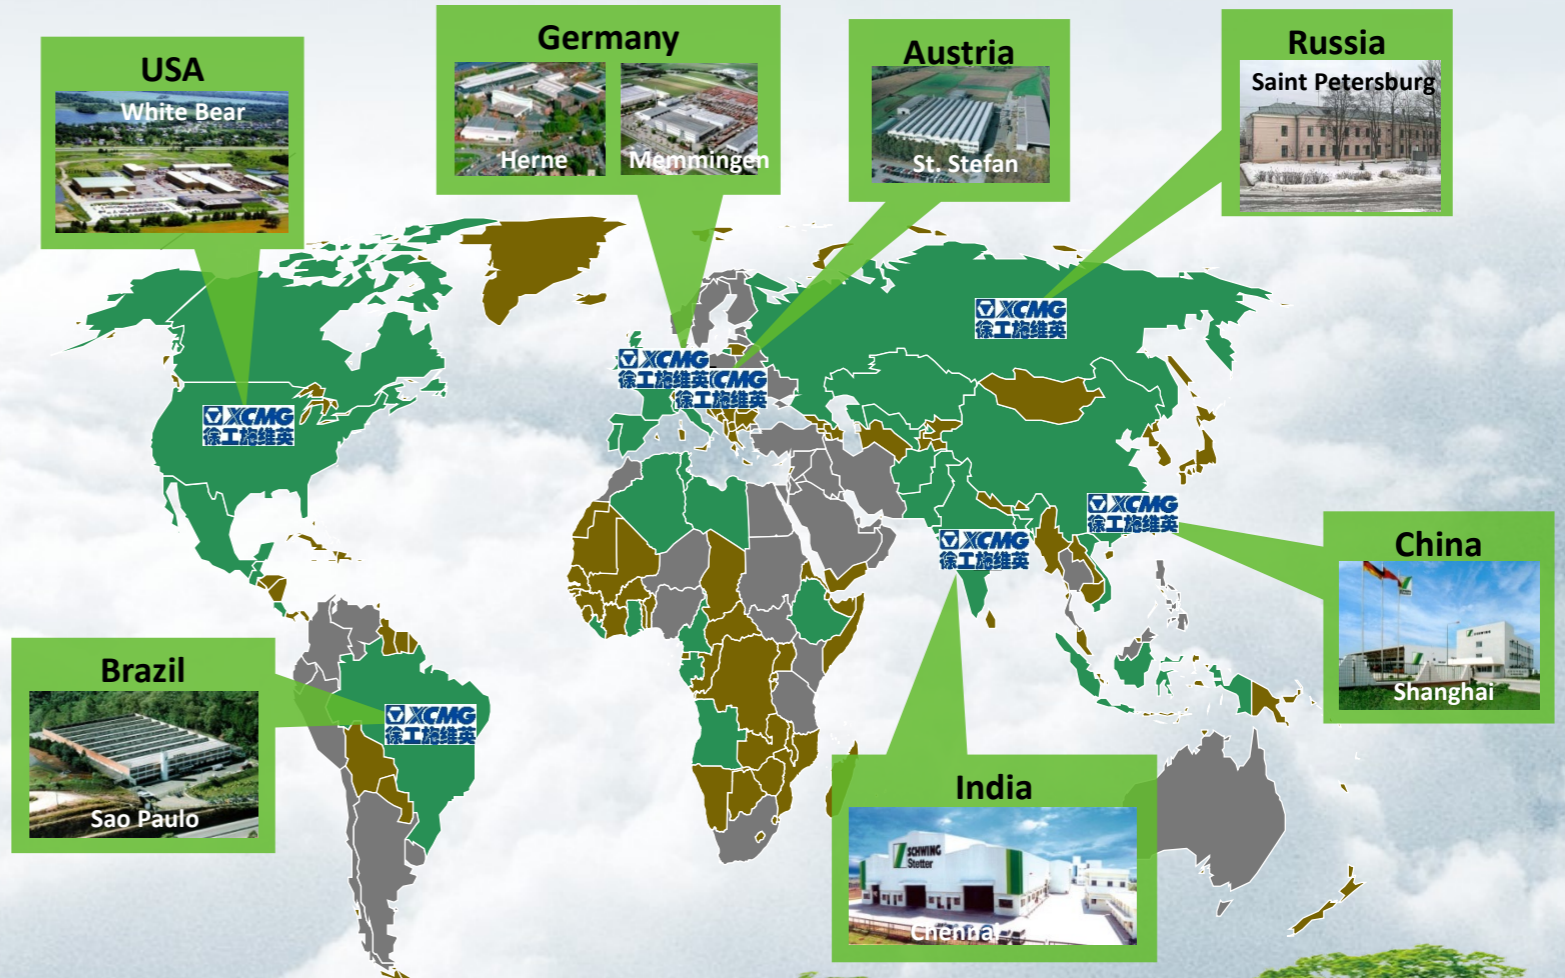 USA
White Bear
Germany
Herne
Memmingen
Austria
St. Stefan
Russia
Saint Petersburg
XCMG
徐工施维英
XCMG
徐工施维英
CMG
徐工施维英
XCMG
徐工施维英
XCMG
徐工施维英
XCMG
徐工施维英
China
Shanghai
Brazil
Sao Paulo
XCMG
徐工施维英
India
SCHWING
Stetter
Chennai
SCHWING